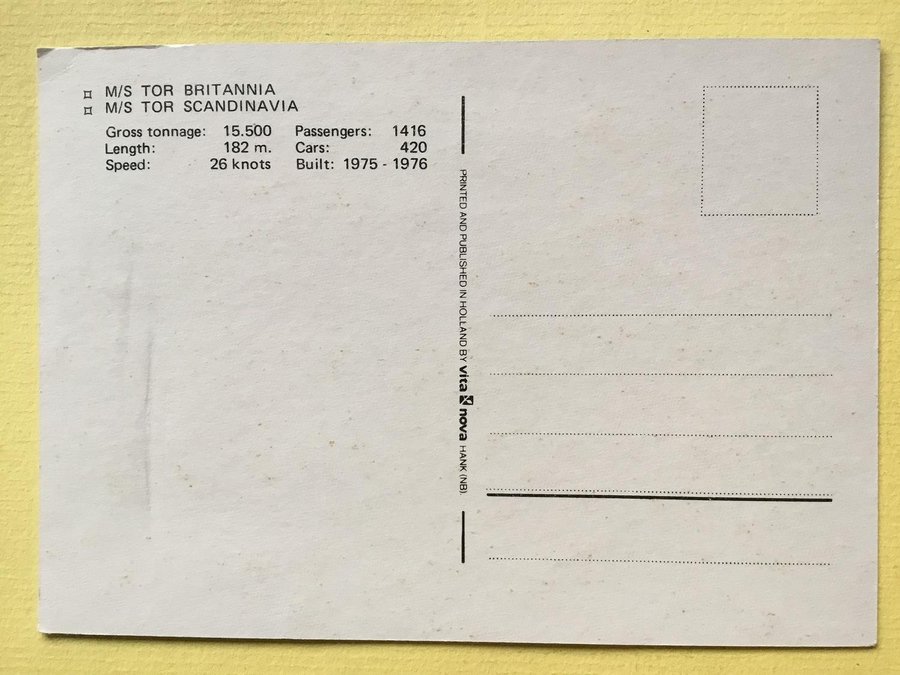 ¤ M/S TOR BRITANNIA
¤ M/S TOR SCANDINAVIA
Gross tonnage: 15.500 Passengers: 1416
Length: 182 m. Cars: 420
Speed: 26 knots Built: 1975 - 1976
PRINTED AND PUBLISHED IN HOLLAND BY vita nova HANK (NB).